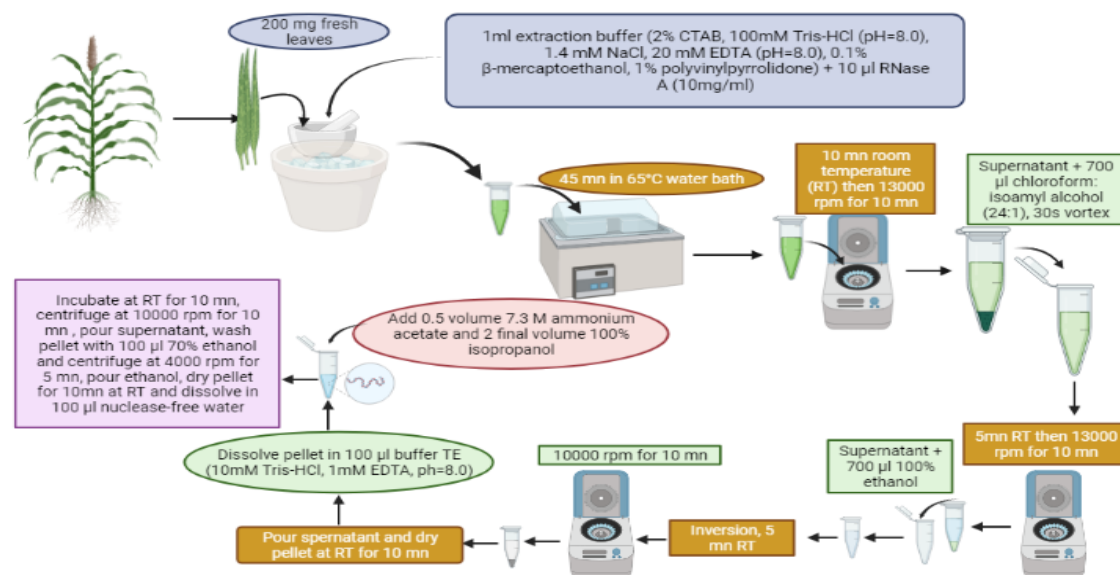 200 mg fresh
leaves
1ml extraction buffer (2% CTAB, 100mM Tris-HCl (pH=8.0),
1.4 mM NaCl, 20 mM EDTA (pH=8.0), 0.1%
β-mercaptoethanol, 1% polyvinylpyrrolidone) + 10 µl RNase
A (10mg/ml)
45 mn in 65°C water bath
10 mn room
temperature
(RT) then 13000
rpm for 10 mn
Supernatant + 700
µl chloroform:
isoamyl alcohol
(24:1), 30s vortex
5mn RT then 13000
rpm for 10 mn
Supernatant +
700 µl 100%
ethanol
Inversion, 5
mn RT
10000 rpm for 10 mn
Pour spernatant and dry
pellet at RT for 10 mn
Dissolve pellet in 100 µl buffer TE
(10mM Tris-HCl, 1mM EDTA, ph=8.0)
Add 0.5 volume 7.3 M ammonium
acetate and 2 final volume 100%
isopropanol
Incubate at RT for 10 mn,
centrifuge at 10000 rpm for 10
mn , pour supernatant, wash
pellet with 100 µl 70% ethanol
and centrifuge at 4000 rpm for
5 mn, pour ethanol, dry pellet
for 10mn at RT and dissolve in
100 µl nuclease-free water